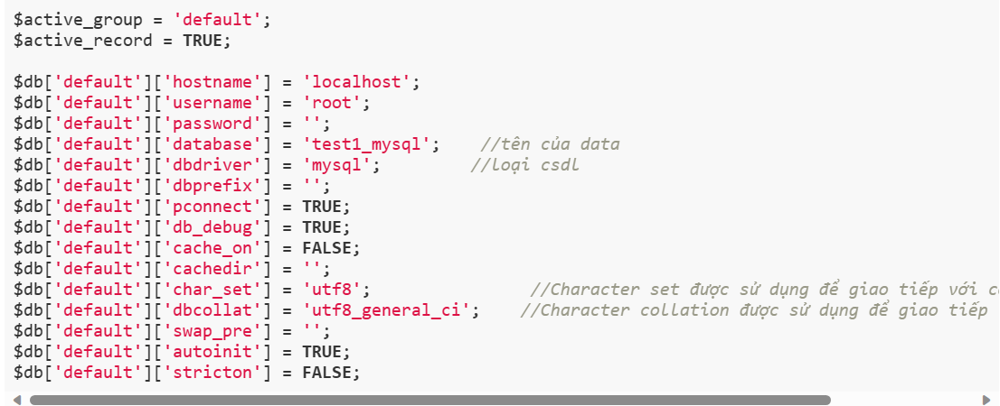 $active_group = 'default';
$active_record = TRUE;
$db['default']['hostname'] = 'localhost';
$db['default']['username'] = 'root';
$db['default']['password'] = '';
$db['default']['database'] = 'test1_mysql';    //tên của data
$db['default']['dbdriver'] = 'mysql';         //loại csdl
$db['default']['dbprefix'] = '';
$db['default']['pconnect'] = TRUE;
$db['default']['db_debug'] = TRUE;
$db['default']['cache_on'] = FALSE;
$db['default']['cachedir'] = '';
$db['default']['char_set'] = 'utf8';                //Character set được sử dụng để giao tiếp với
$db['default']['dbcollat'] = 'utf8_general_ci';    //Character collation được sử dụng để giao tiếp
$db['default']['swap_pre'] = '';
$db['default']['autoinit'] = TRUE;
$db['default']['stricton'] = FALSE;